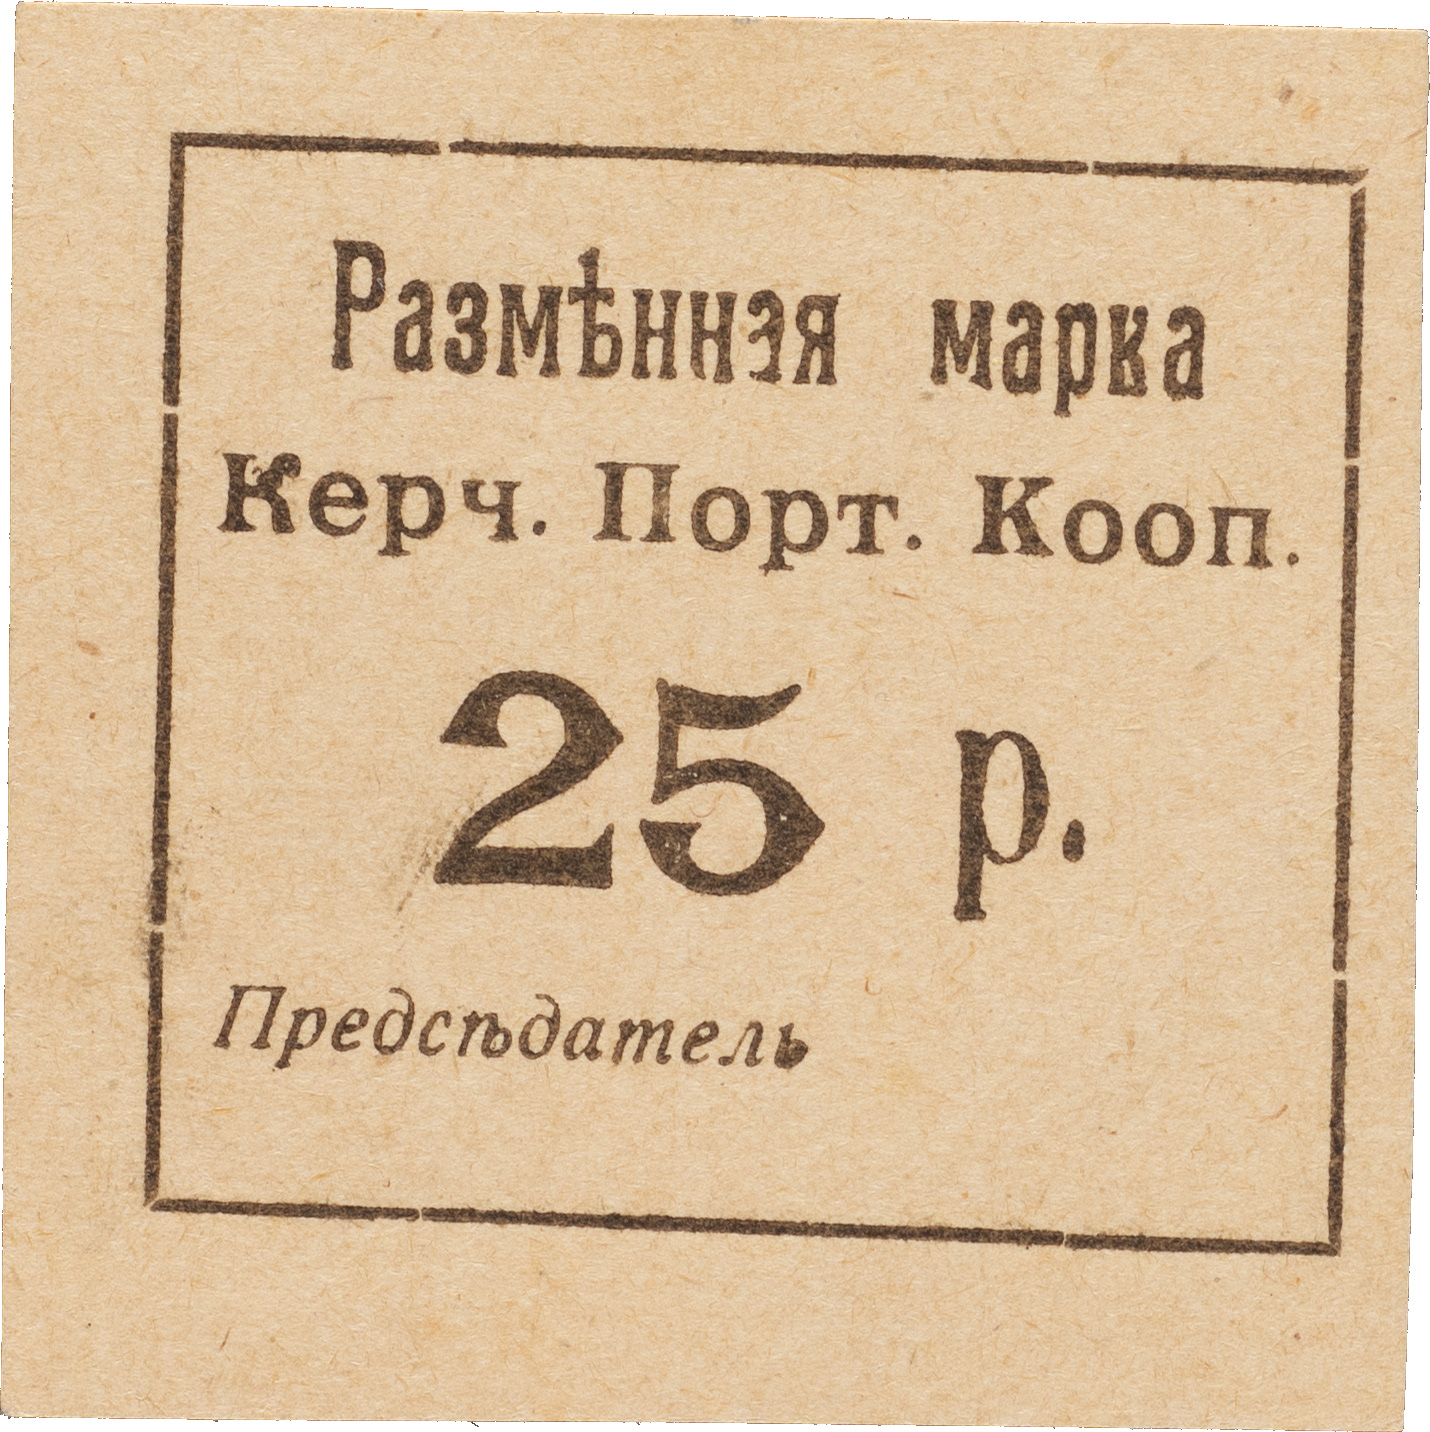 Размѣнная марка
Керч. Порт. Кооп.
25 р.
Предсѣдатель